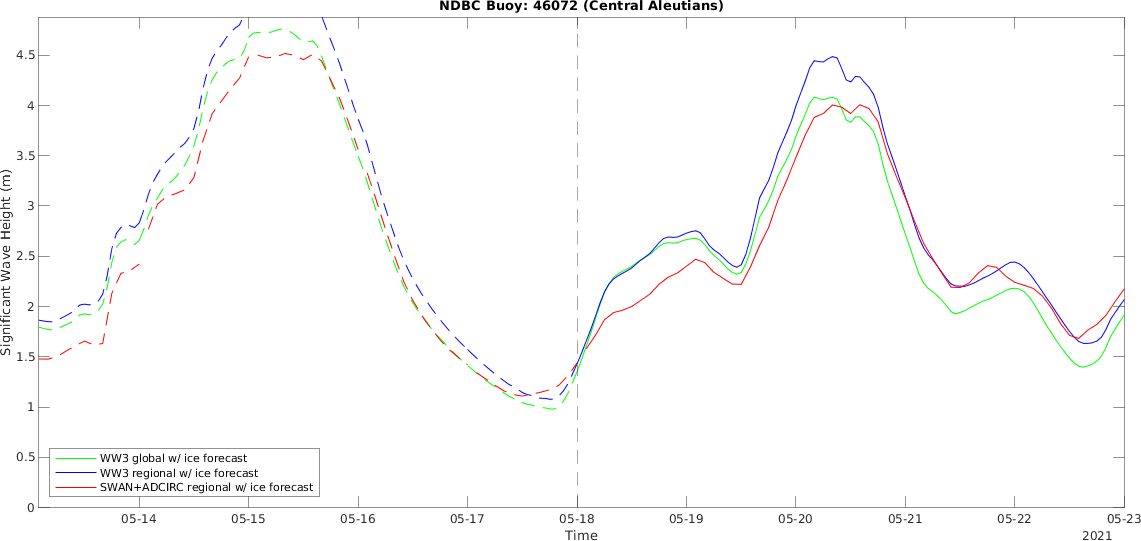 NDBC Buoy: 46072 (Central Aleutians)
Significant Wave Height (m)
4.5
4
3.5
3
2.5
2
1.5
1
0.5
0
WW3 global w/ ice forecast
WW3 regional w/ ice forecast
SWAN+ADCIRC regional w/ ice forecast
05-14 05-15 05-16 05-17 05-18 05-19 05-20 05-21 05-22 05-23
Time
2021